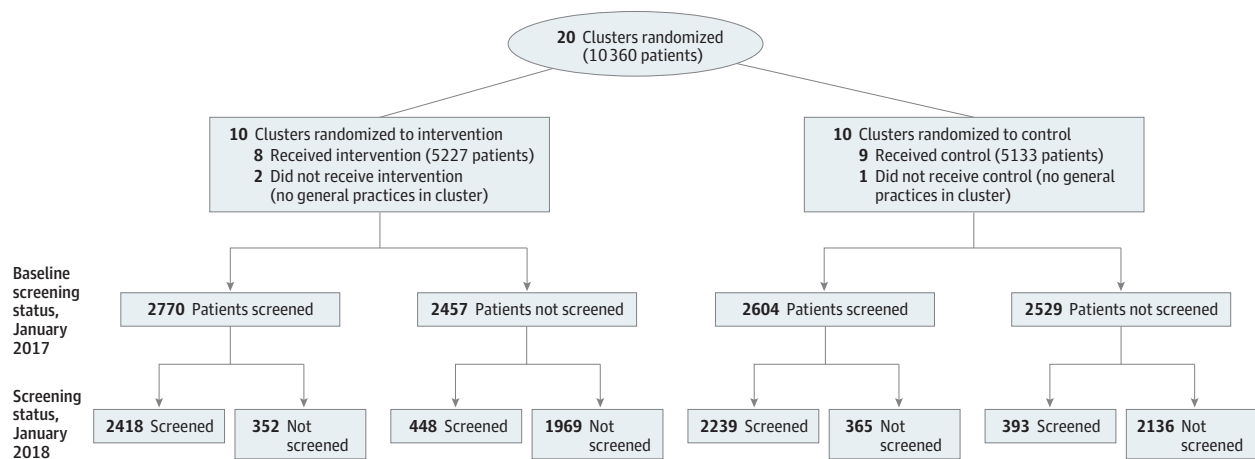 20 Clusters randomized
(10 360 patients)
10 Clusters randomized to intervention
8 Received intervention (5227 patients)
2 Did not receive intervention
(no general practices in cluster)
10 Clusters randomized to control
9 Received control (5133 patients)
1 Did not receive control (no general
practices in cluster)
Baseline
screening
status,
January
2017
2770 Patients screened
2457 Patients not screened
2604 Patients screened
2529 Patients not screened
Screening
status,
January
2018
2418 Screened
352 Not
screened
448 Screened
1969 Not
screened
2239 Screened
365 Not
screened
393 Screened
2136 Not
screened